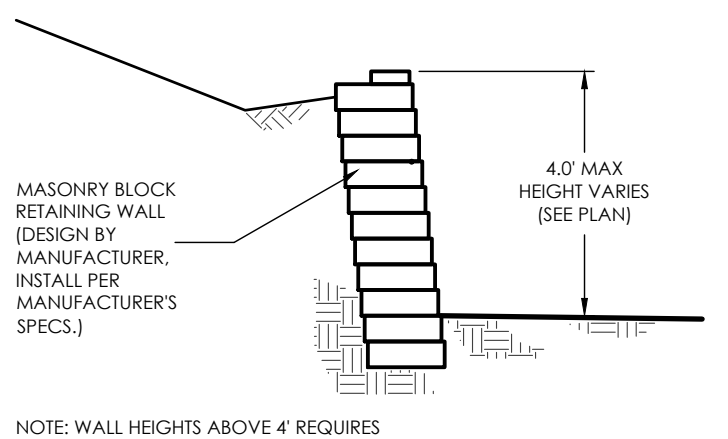 MASONRY BLOCK
RETAINING WALL
(DESIGN BY
MANUFACTURER,
INSTALL PER
MANUFACTURER'S
SPECS.)
4.0' MAX
HEIGHT VARIES
(SEE PLAN)
NOTE: WALL HEIGHTS ABOVE 4' REQUIRES